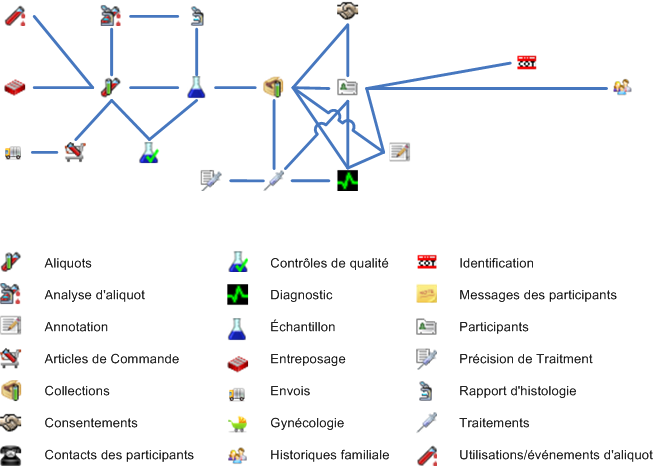 Aliquots
Contrôles de qualité
Identification
Analyse d'aliquot
Diagnostic
Messages des participants
Annotation
Échantillon
Participants
Articles de Commande
Entreposage
Précision de Traitment
Collections
Envois
Rapport d'histologie
Consentements
Gynécologie
Traitements
Contacts des participants
Historiques familiale
Utilisations/événements d'aliquot